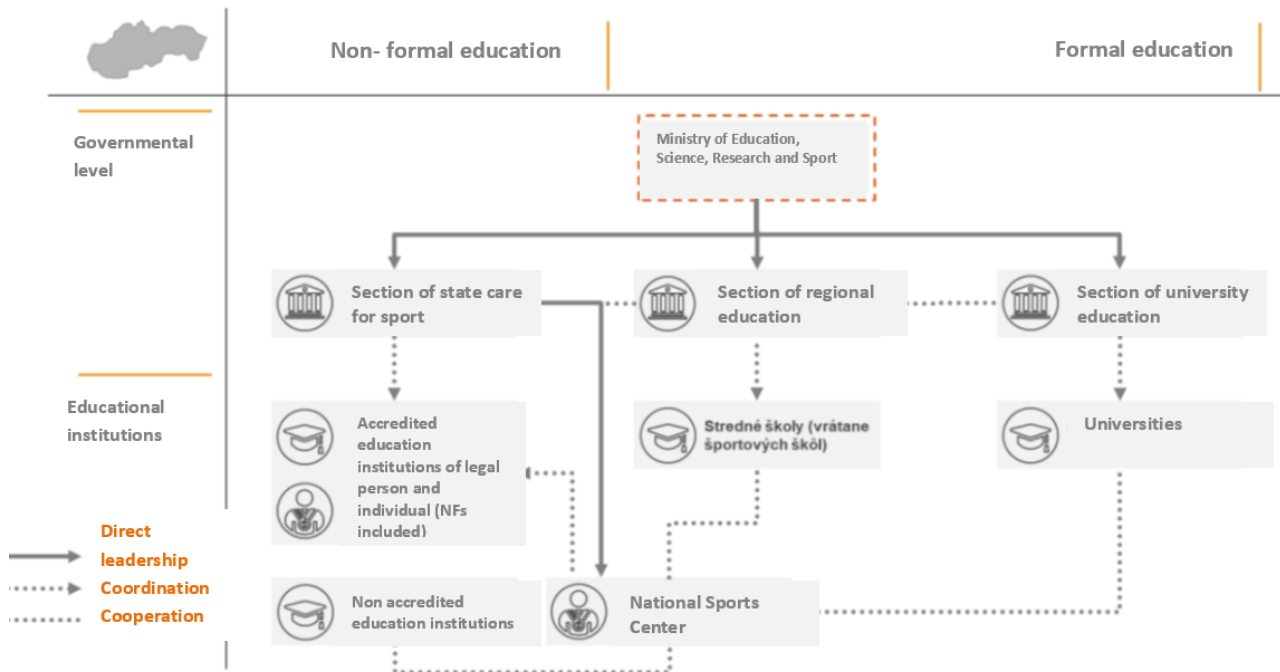 Non- formal education
Formal education
Governmental
level
Ministry of Education,
Science, Research and Sport
Section of state care
for sport
Section of regional
education
Section of university
education
Educational
institutions
Accredited
education
institutions of legal
person and
individual (NFs
included)
Stredné školy (vrátane
športových škôl)
Universities
Direct
leadership
Coordination
Cooperation
Non accredited
education institutions
National Sports
Center